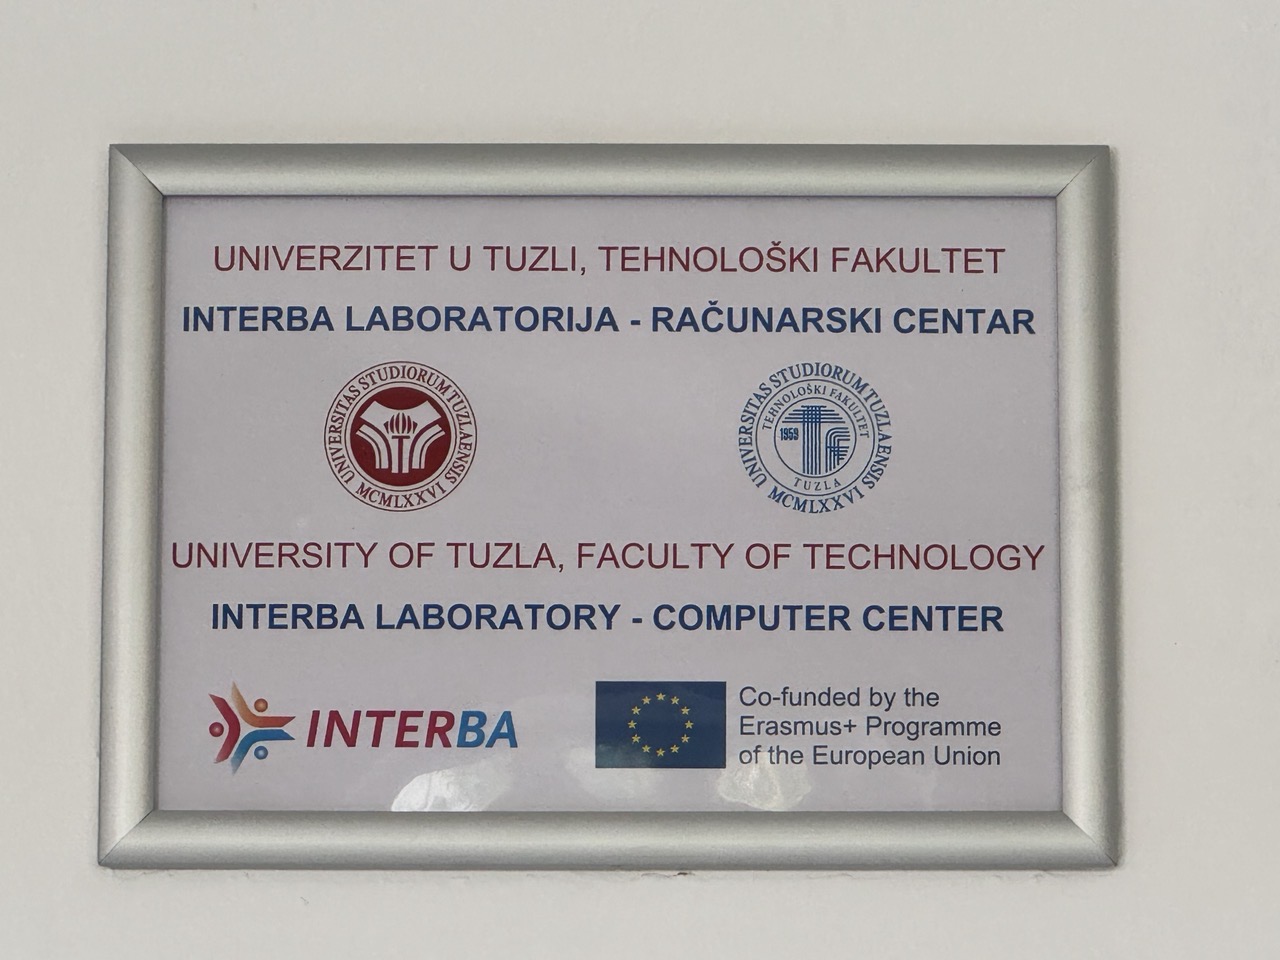 UNIVERZITET U TUZLI, TEHNOLOŠKI FAKULTET
INTERBA LABORATORIJA - RAČUNARSKI CENTAR
UNIVERSITAS STUDIORUM TUZLAENSIS
MCMLXXVI
UNIVERSITAS STUDIORUM TUZLAENSIS
MCMLXXVI
TEHNOLOŠKI FAKULTET
1959
TF
TUZLA
UNIVERSITY OF TUZLA, FACULTY OF TECHNOLOGY
INTERBA LABORATORY - COMPUTER CENTER
INTERBA
Co-funded by the
Erasmus+ Programme
of the European Union